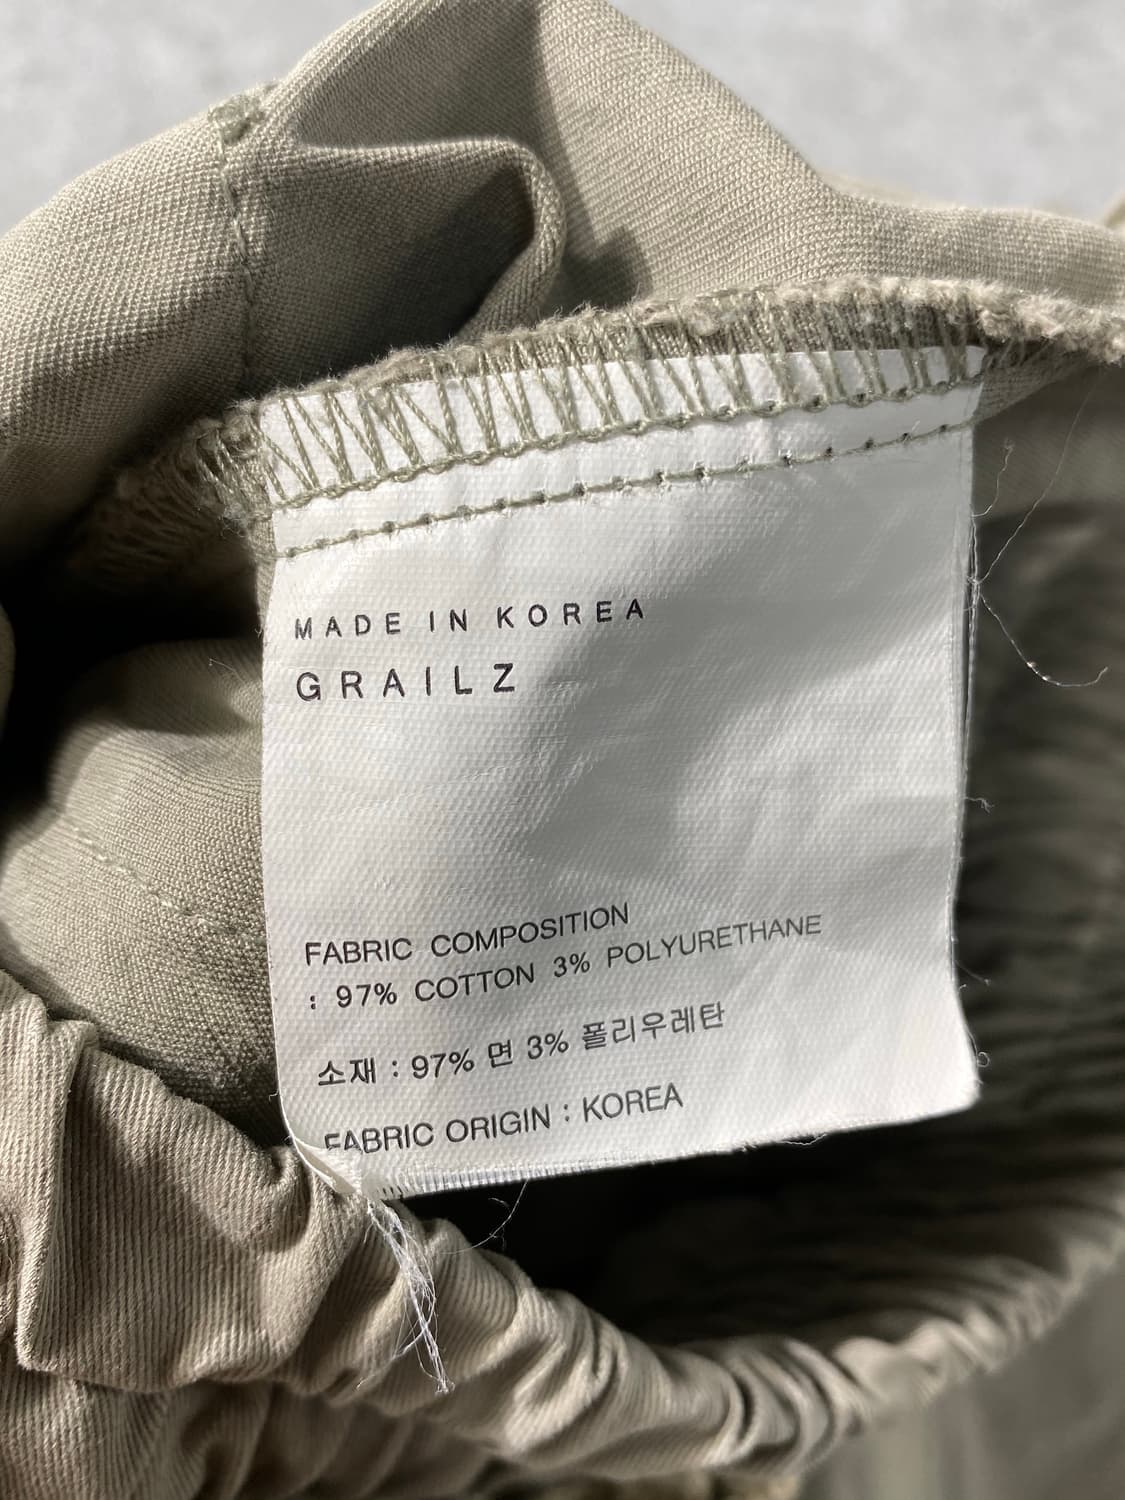 MADE IN KOREA
GRAILZ
FABRIC COMPOSITION
: 97% COTTON 3% POLYURETHANE
소재 : 97% 면 3% 폴리우레탄
FABRIC ORIGIN : KOREA